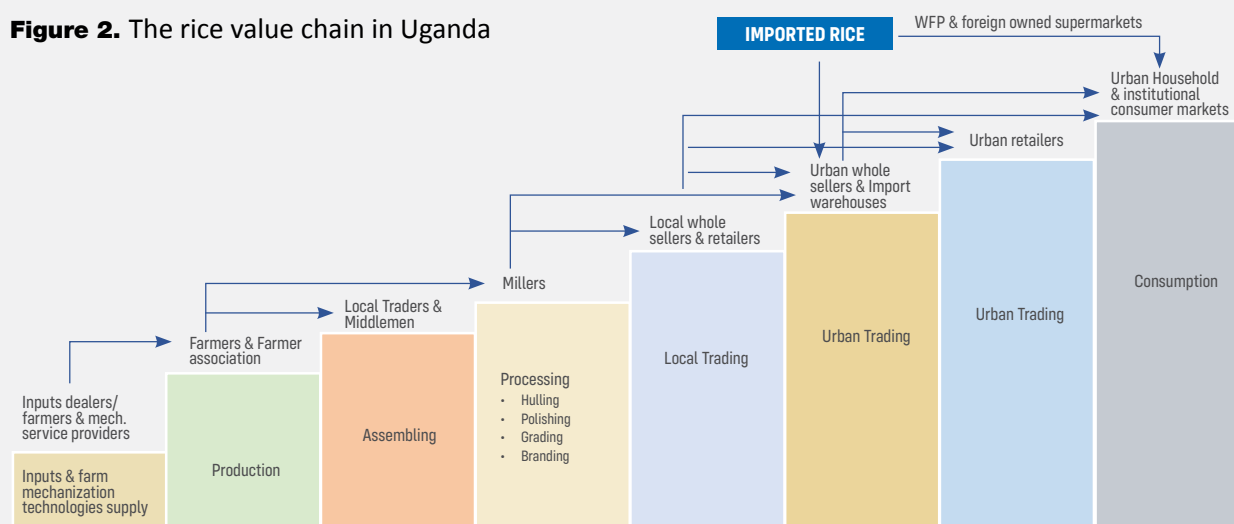 Figure 2. The rice value chain in Uganda
IMPORTED RICE
WFP & foreign owned supermarkets
Urban Household
& institutional
consumer markets
Urban retailers
Urban whole
sellers & Import
warehouses
Local whole
sellers & retailers
Millers
Local Traders &
Middlemen
Farmers & Farmer
association
Inputs dealers/
farmers & mech.
service providers
Inputs & farm
mechanization
technologies supply
Production
Assembling
Processing
• Hulling
• Polishing
• Grading
• Branding
Local Trading
Urban Trading
Urban Trading
Consumption